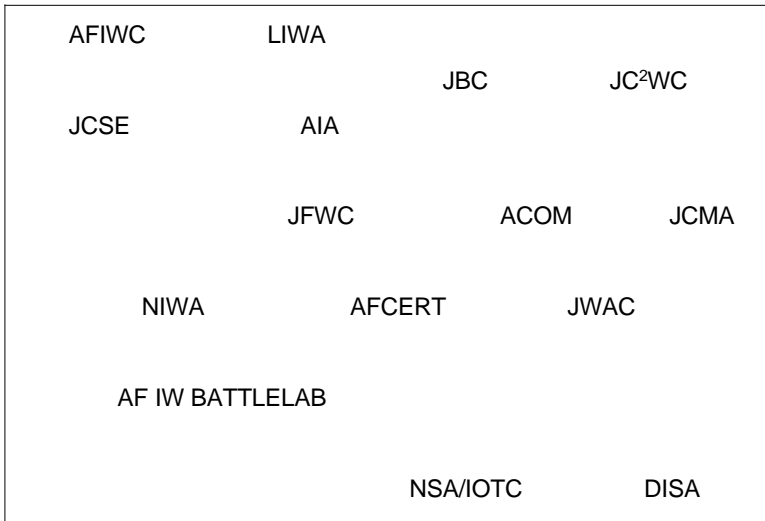 AFIWC LIWA
JBC JC²WC
JCSE AIA
JFWC ACOM JCMA
NIWA AFCERT JWAC
AF IW BATTLELAB
NSA/IOTC DISA